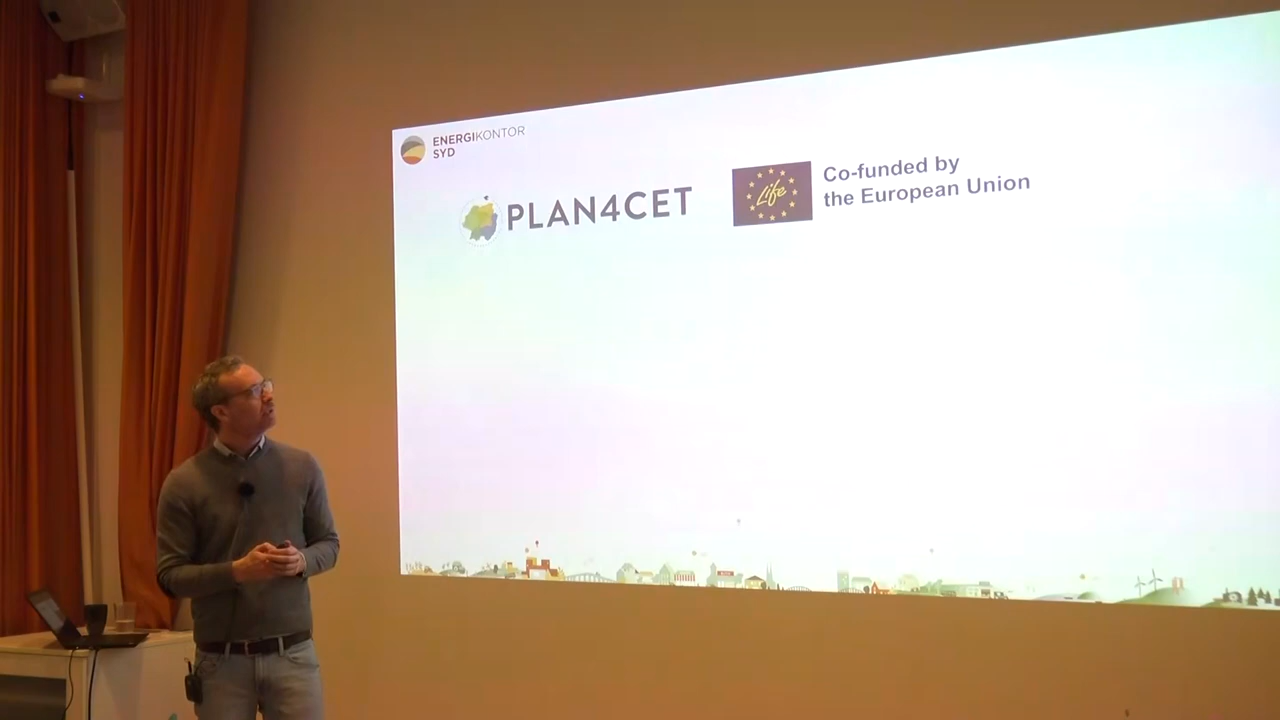 ENERGIKONTOR
SYD
PLAN4CET
Life
Co-funded by
the European Union